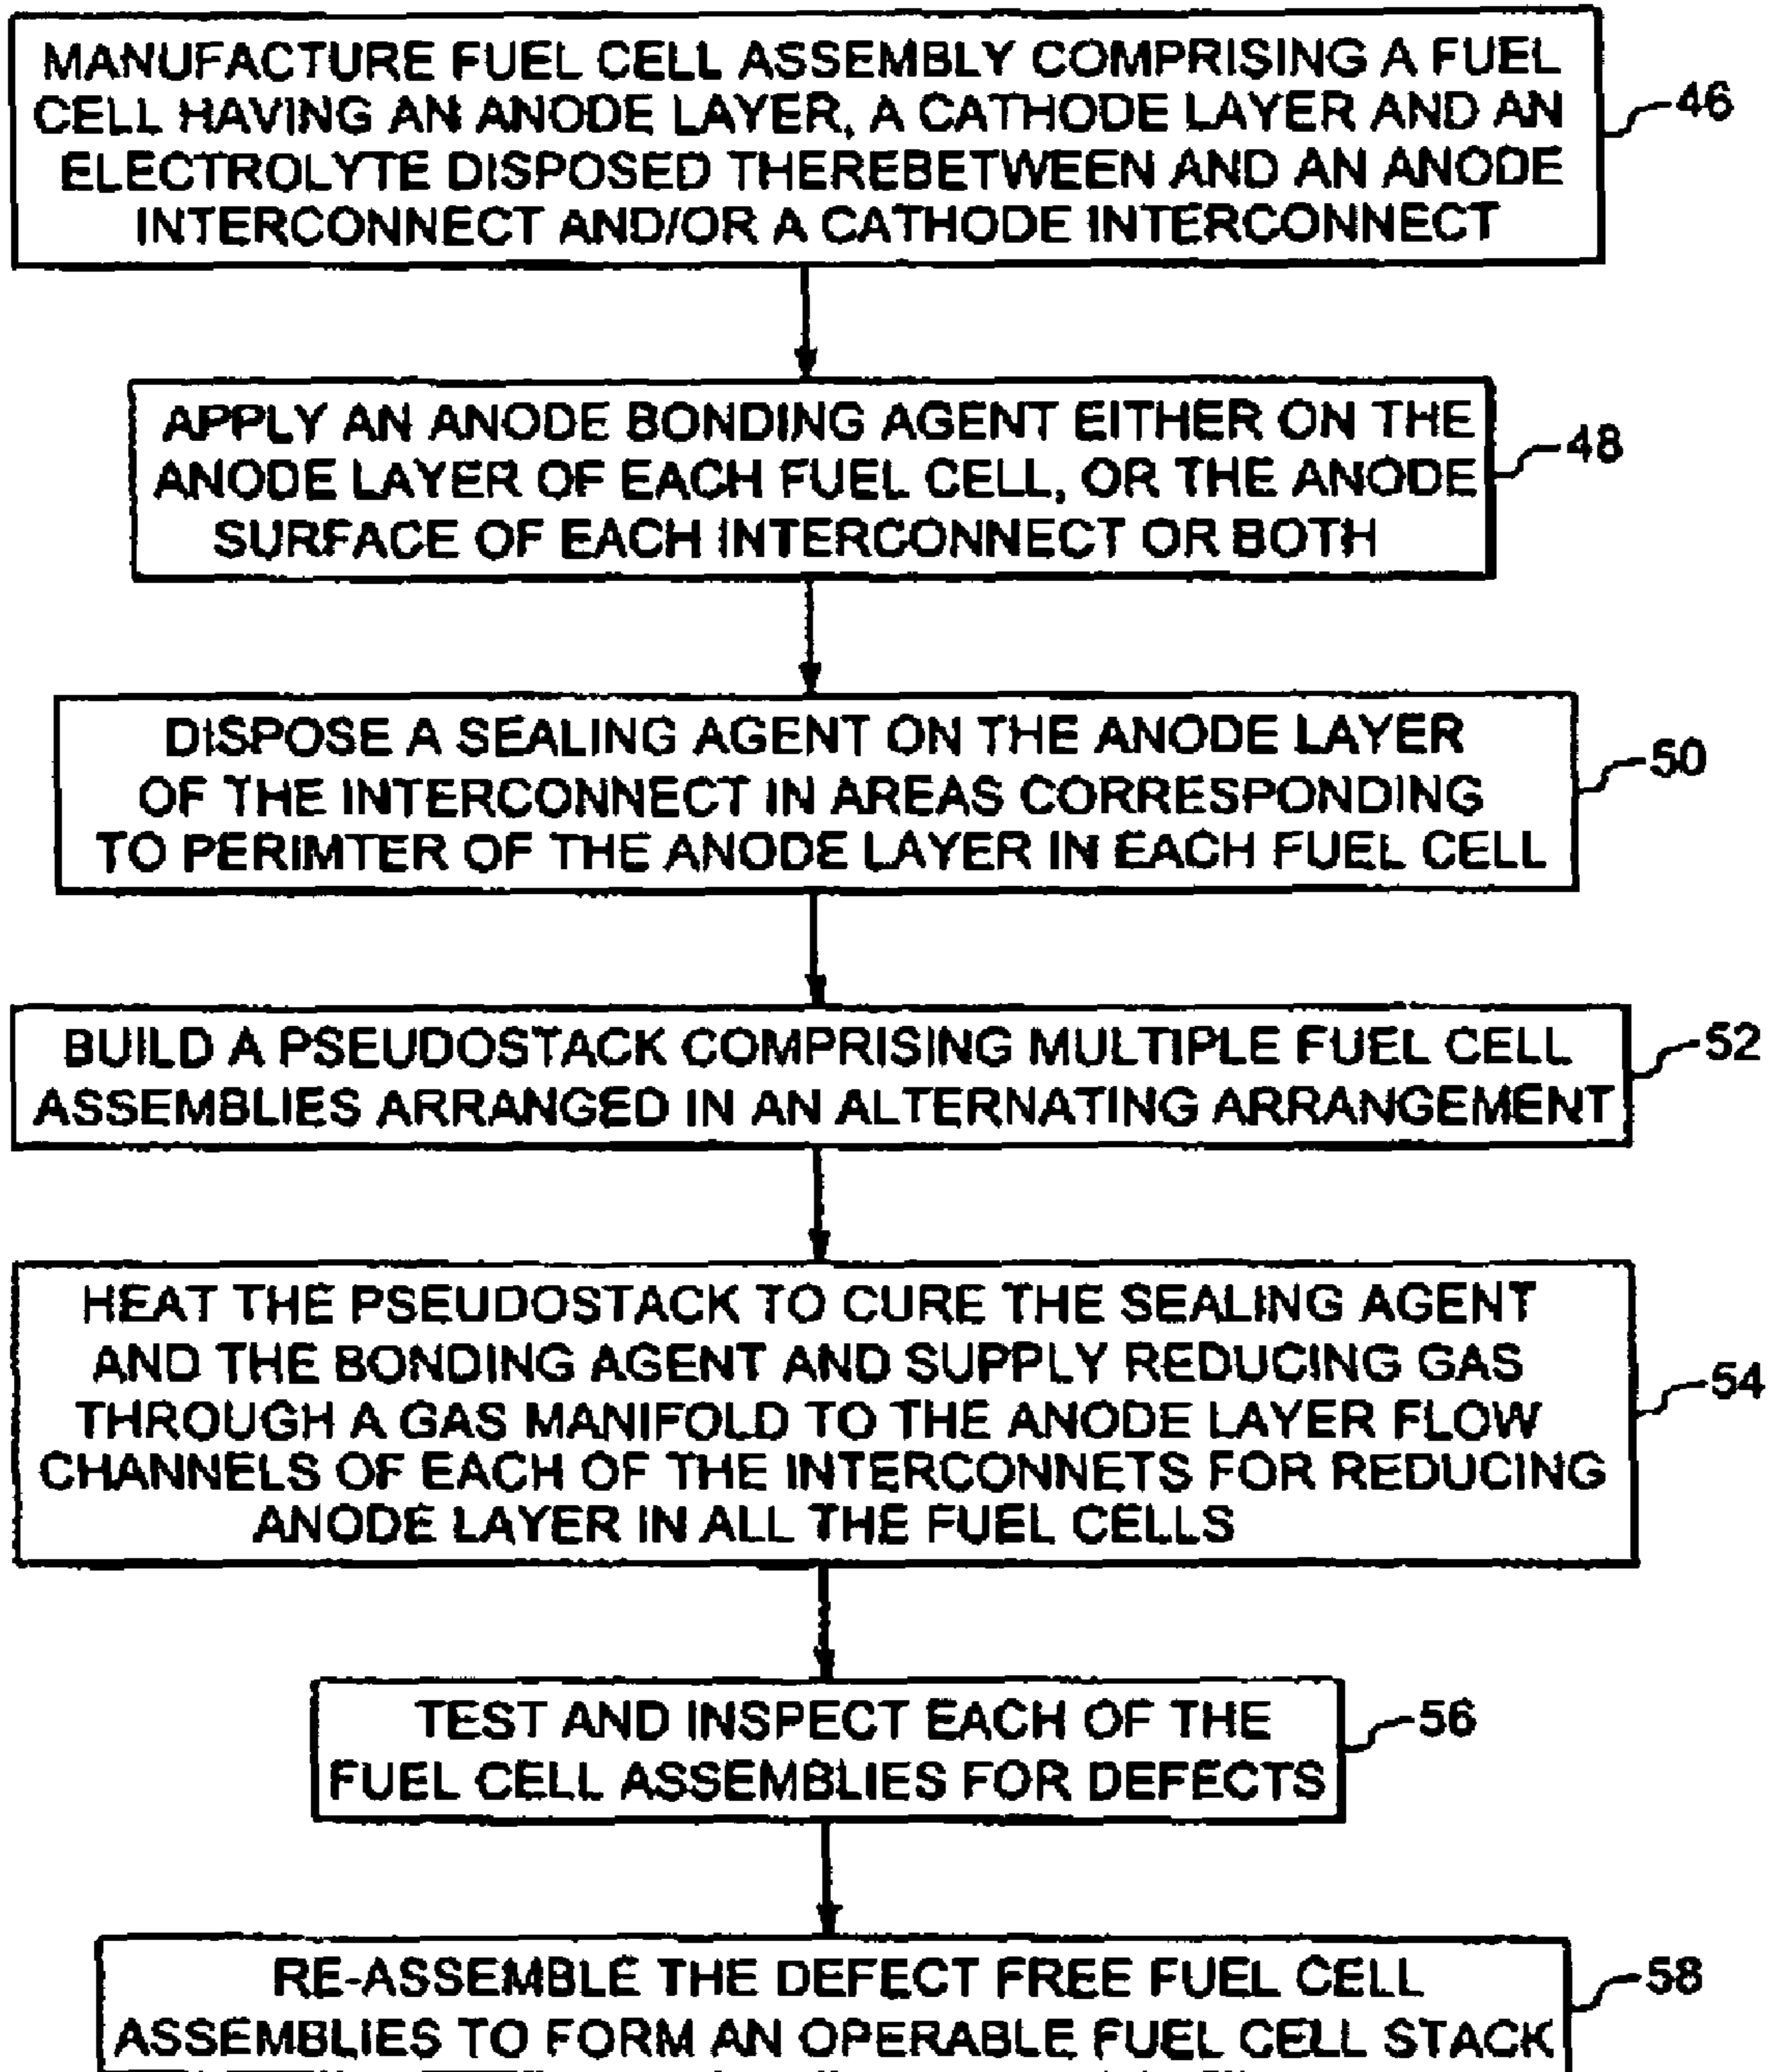 MANUFACTURE FUEL CELL ASSEMBLY COMPRISING A FUEL
CELL HAVING AN ANODE LAYER, A CATHODE LAYER AND AN
ELECTROLYTE DISPOSED THEREBETWEEN AND AN ANODE
INTERCONNECT AND/OR A CATHODE INTERCONNECT
46
APPLY AN ANODE BONDING AGENT EITHER ON THE
ANODE LAYER OF EACH FUEL CELL, OR THE ANODE
SURFACE OF EACH INTERCONNECT OR BOTH
48
DISPOSE A SEALING AGENT ON THE ANODE LAYER
OF THE INTERCONNECT IN AREAS CORRESPONDING
TO PERIMTER OF THE ANODE LAYER IN EACH FUEL CELL
50
BUILD A PSEUDOSTACK COMPRISING MULTIPLE FUEL CELL
ASSEMBLIES ARRANGED IN AN ALTERNATING ARRANGEMENT
52
HEAT THE PSEUDOSTACK TO CURE THE SEALING AGENT
AND THE BONDING AGENT AND SUPPLY REDUCING GAS
THROUGH A GAS MANIFOLD TO THE ANODE LAYER FLOW
CHANNELS OF EACH OF THE INTERCONNETS FOR REDUCING
ANODE LAYER IN ALL THE FUEL CELLS
54
TEST AND INSPECT EACH OF THE
FUEL CELL ASSEMBLIES FOR DEFECTS
56
RE-ASSEMBLE THE DEFECT FREE FUEL CELL
ASSEMBLIES TO FORM AN OPERABLE FUEL CELL STACK
58